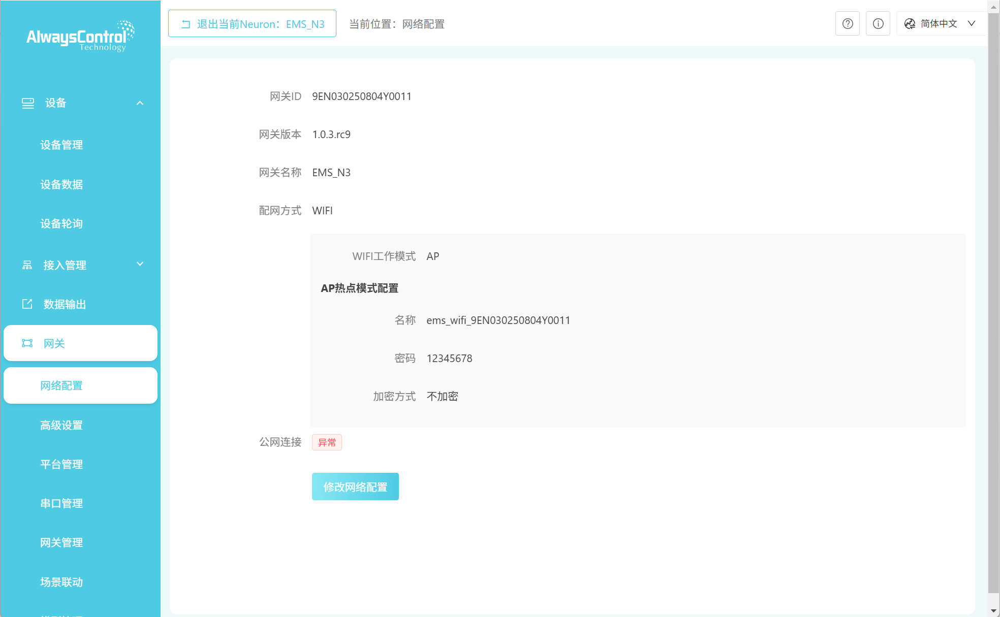 AlwaysControl
Technology
退出当前Neuron：EMS_N3
当前位置：网络配置
简体中文
设备
设备管理
设备数据
设备轮询
接入管理
数据输出
网关
网络配置
高级设置
平台管理
串口管理
网关管理
场景联动
网关ID 9EN030250804Y0011
网关版本 1.0.3.rc9
网关名称 EMS_N3
配网方式 WIFI
WIFI工作模式 AP
AP热点模式配置
名称 ems_wifi_9EN030250804Y0011
密码 12345678
加密方式 不加密
公网连接 异常
修改网络配置